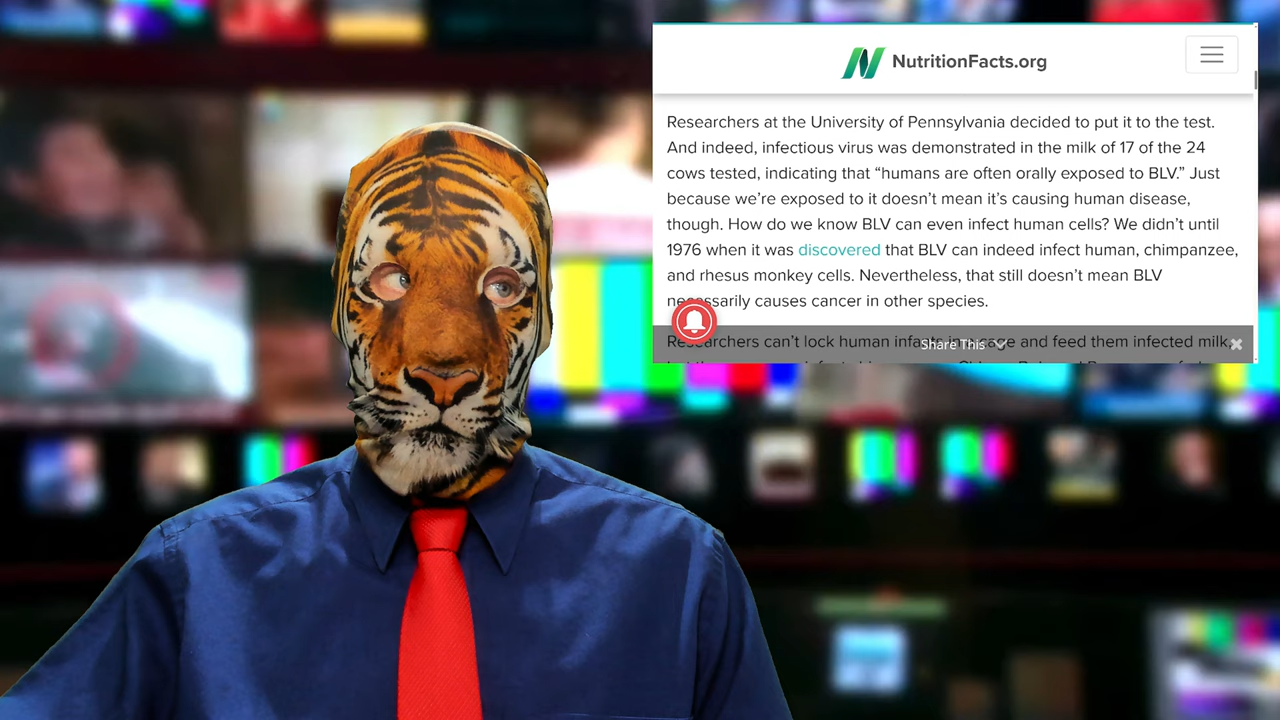 NutritionFacts.org
Researchers at the University of Pennsylvania decided to put it to the test.
And indeed, infectious virus was demonstrated in the milk of 17 of the 24
cows tested, indicating that “humans are often orally exposed to BLV.” Just
because we’re exposed to it doesn’t mean it’s causing human disease,
though. How do we know BLV can even infect human cells? We didn’t until
1976 when it was discovered that BLV can indeed infect human, chimpanzee,
and rhesus monkey cells. Nevertheless, that still doesn’t mean BLV
necessarily causes cancer in other species.
Researchers can’t lock human and feed them infected milk,
Share This